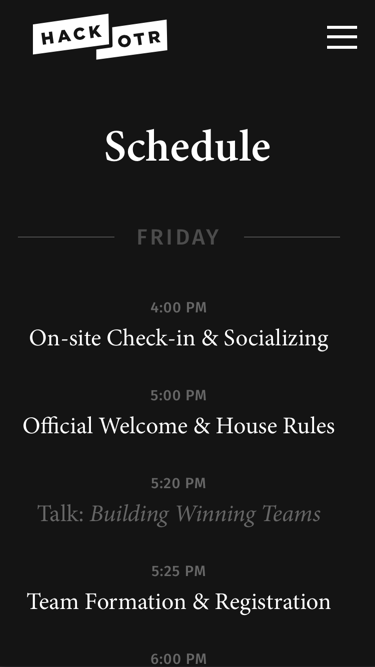 HACK
OTR
Schedule
FRIDAY
4:00 PM
On-site Check-in & Socializing
5:00 PM
Official Welcome & House Rules
5:20 PM
Talk: Building Winning Teams
5:25 PM
Team Formation & Registration
6:00 PM